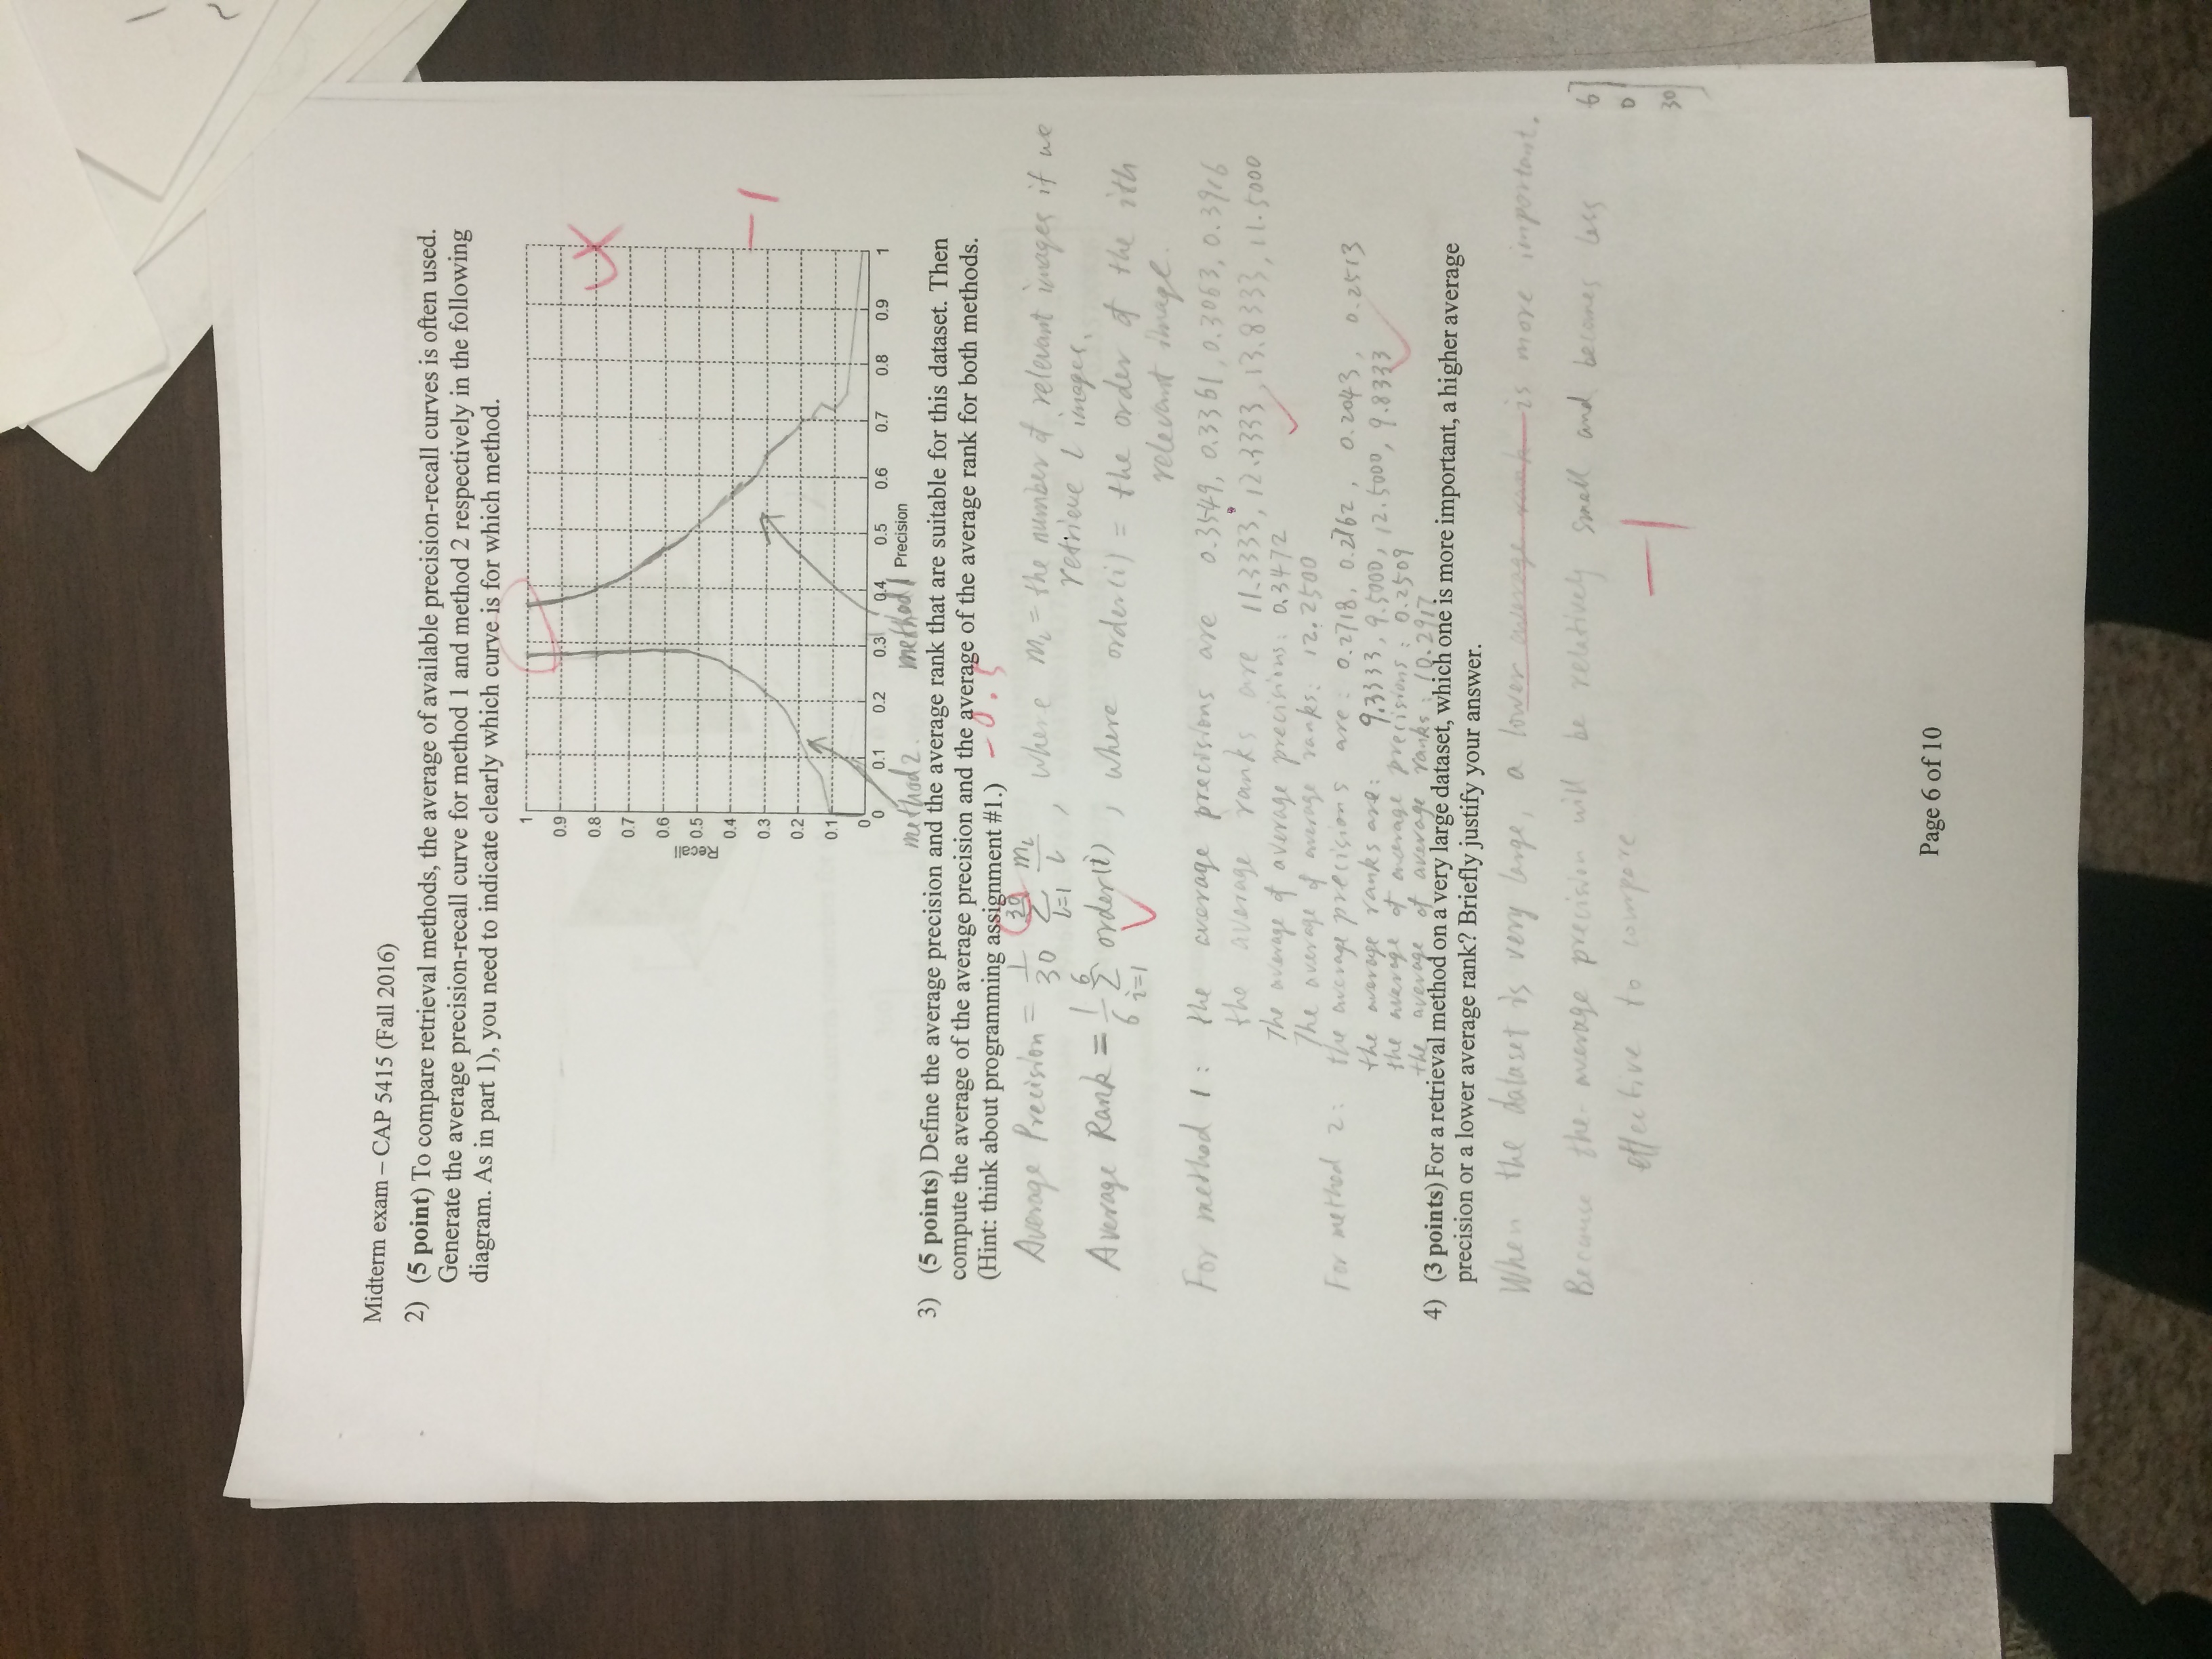 Midterm exam – CAP 5415 (Fall 2016)
2) (5 point) To compare retrieval methods, the average of available precision-recall curves is often used.
Generate the average precision-recall curve for method 1 and method 2 respectively in the following
diagram. As in part 1), you need to indicate clearly which curve is for which method.
1
0.9
0.8
0.7
0.6
0.5
0.4
0.3
0.2
0.1
0
Recall
0 0.1 0.2 0.3 0.4 0.5 0.6 0.7 0.8 0.9 1
Precision
method 2
method 1
-1
3) (5 points) Define the average precision and the average rank that are suitable for this dataset. Then
compute the average of the average precision and the average of the average rank for both methods.
(Hint: think about programming assignment #1.) -0.5
Average Precision = 1/30 30 Σ i=1 mi/i , where mi = the number of relevant images if we
retrieve i images.
Average Rank = 1/6 6 Σ i=1 order(i) , where order(i) = the order of the ith
relevant image.
For method 1: the average precisions are 0.3549, 0.3361, 0.3063, 0.3916
the average ranks are 11.3333, 12.3333, 13.8333, 11.5000
The average of average precisions: 0.3472
The average of average ranks: 12.2500
For method 2: the average precisions are: 0.2718, 0.2762, 0.2043, 0.2513
the average ranks are: 9.3333, 9.5000, 12.5000, 9.8333
the average of average precisions: 0.2509
the average of average ranks: 10.2917
4) (3 points) For a retrieval method on a very large dataset, which one is more important, a higher average
precision or a lower average rank? Briefly justify your answer.
When the dataset is very large, a lower average rank is more important.
Because the average precision will be relatively small and becomes less
effective to compare
-1
6
0
30
Page 6 of 10